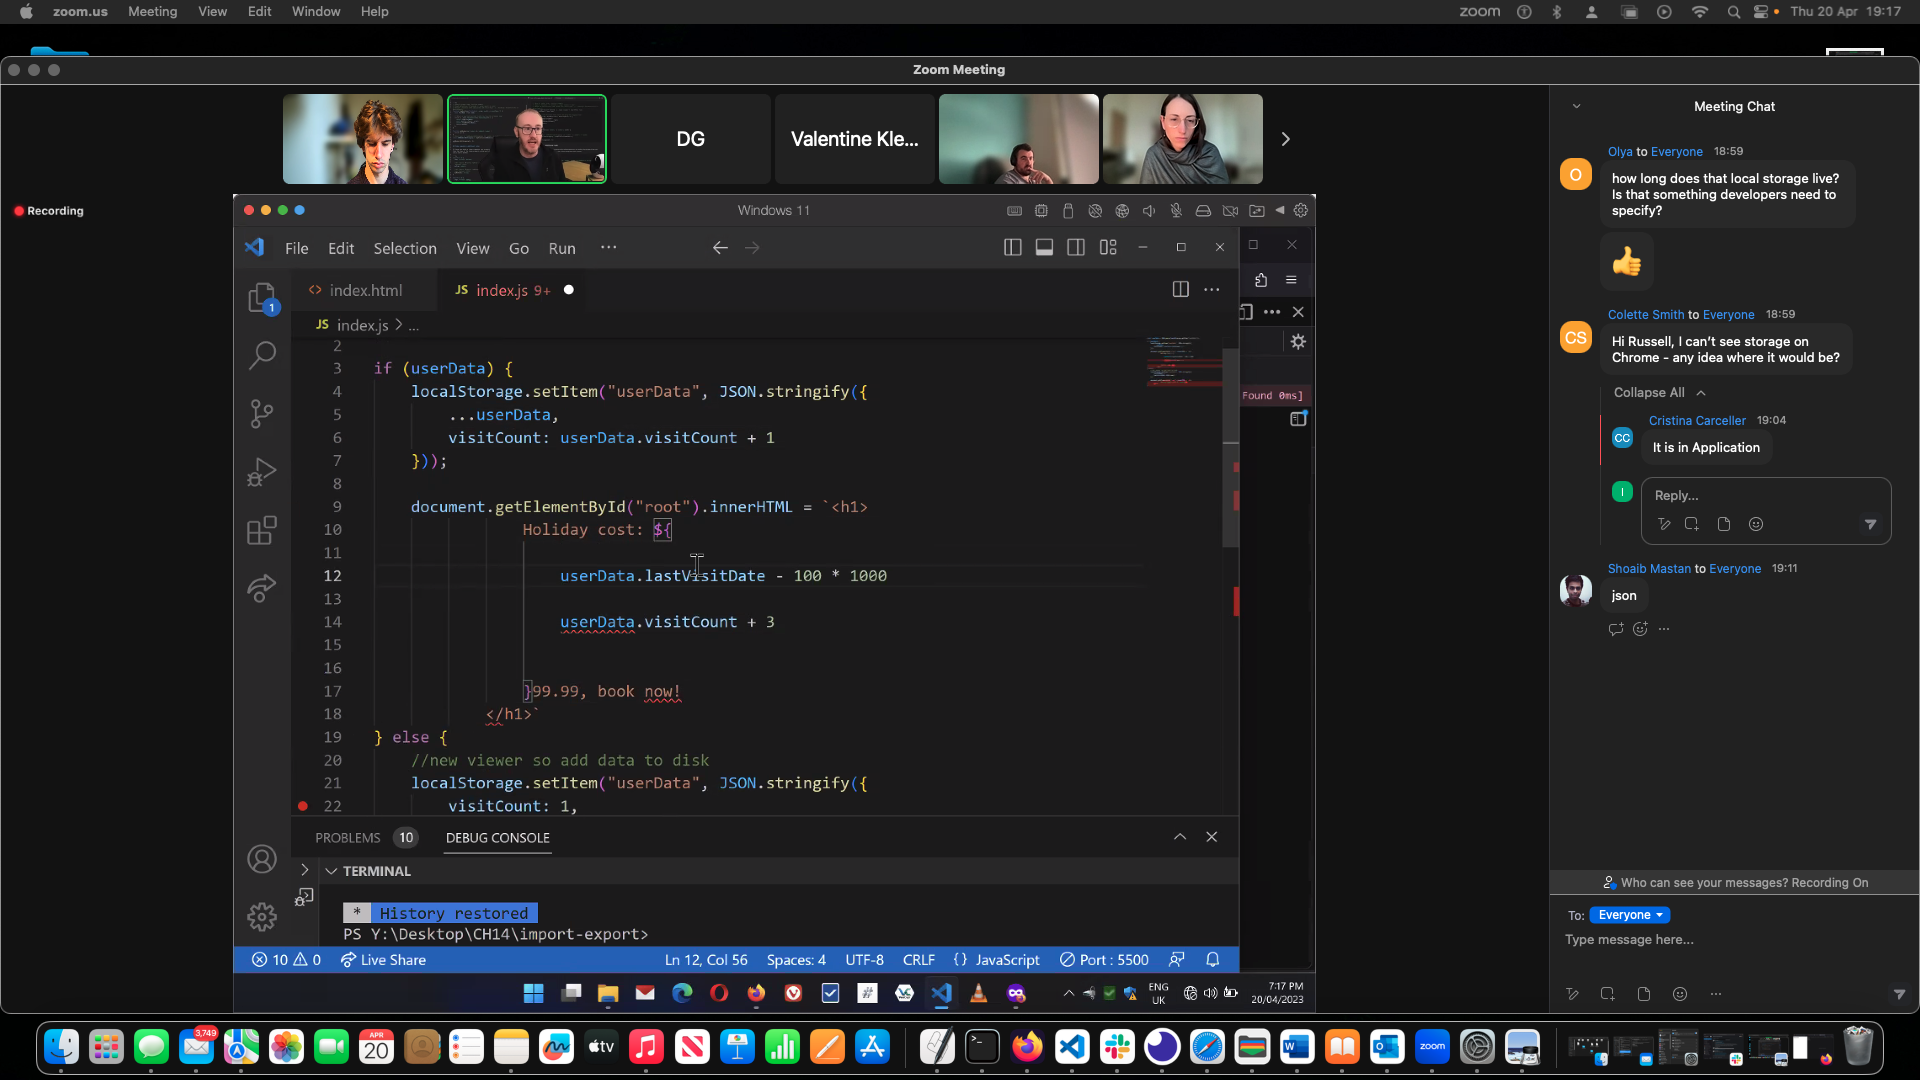 zoom.us Meeting View Edit Window Help
zoom Thu 20 Apr 19:17
Zoom Meeting
Recording
DG
Valentine Kle...
Windows 11
File Edit Selection View Go Run ...
index.html
JS index.js 9+
JS index.js > ...
2
3 if (userData) {
4 localStorage.setItem("userData", JSON.stringify({
5 ...userData,
6 visitCount: userData.visitCount + 1
7 }));
8
9 document.getElementById("root").innerHTML = `<h1>
10 Holiday cost: ${
11
12 userData.lastVisitDate - 100 * 1000
13
14 userData.visitCount + 3
15
16
17 }99.99, book now!
18 </h1>`
19 } else {
20 //new viewer so add data to disk
21 localStorage.setItem("userData", JSON.stringify({
22 visitCount: 1,
Found 0ms]
PROBLEMS 10 DEBUG CONSOLE
TERMINAL
* History restored
PS Y:\Desktop\CH14\import-export>
10 0 Live Share Ln 12, Col 56 Spaces: 4 UTF-8 CRLF {} JavaScript Port : 5500
ENG
UK
7:17 PM
20/04/2023
Meeting Chat
Olya to Everyone 18:59
O
how long does that local storage live?
Is that something developers need to
specify?
Colette Smith to Everyone 18:59
CS
Hi Russell, I can't see storage on
Chrome - any idea where it would be?
Collapse All
Cristina Carceller 19:04
CC
It is in Application
I
Reply...
Shoaib Mastan to Everyone 19:11
json
Who can see your messages? Recording On
To: Everyone
Type message here...
3,749
APR
20
tv
zoom